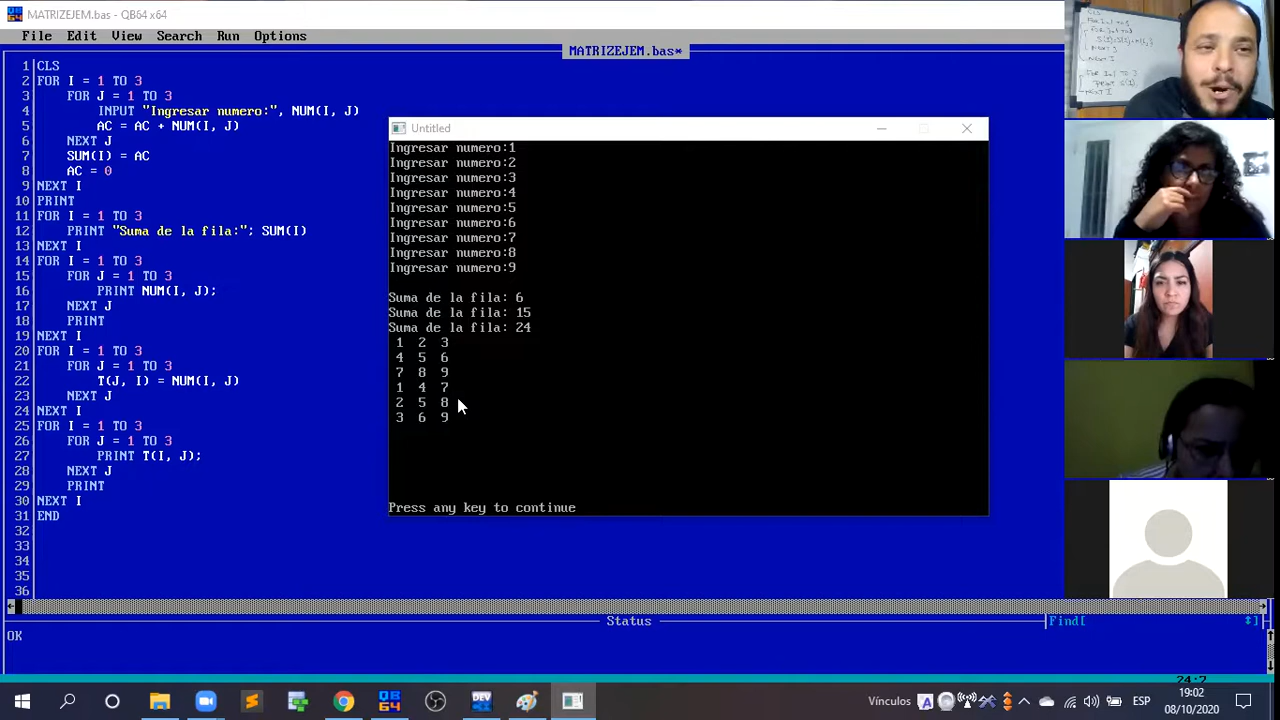 MATRIZEJEM.bas - QB64 x64
File Edit View Search Run Options
MATRIZEJEM.bas*
1 CLS
2 FOR I = 1 TO 3
3 FOR J = 1 TO 3
4 INPUT "Ingresar numero:", NUM(I, J)
5 AC = AC + NUM(I, J)
6 NEXT J
7 SUM(I) = AC
8 AC = 0
9 NEXT I
10 PRINT
11 FOR I = 1 TO 3
12 PRINT "Suma de la fila:"; SUM(I)
13 NEXT I
14 FOR I = 1 TO 3
15 FOR J = 1 TO 3
16 PRINT NUM(I, J);
17 NEXT J
18 PRINT
19 NEXT I
20 FOR I = 1 TO 3
21 FOR J = 1 TO 3
22 T(J, I) = NUM(I, J)
23 NEXT J
24 NEXT I
25 FOR I = 1 TO 3
26 FOR J = 1 TO 3
27 PRINT T(I, J);
28 NEXT J
29 PRINT
30 NEXT I
31 END
32
33
34
35
36
Untitled
Ingresar numero:1
Ingresar numero:2
Ingresar numero:3
Ingresar numero:4
Ingresar numero:5
Ingresar numero:6
Ingresar numero:7
Ingresar numero:8
Ingresar numero:9
Suma de la fila: 6
Suma de la fila: 15
Suma de la fila: 24
1 2 3
4 5 6
7 8 9
1 4 7
2 5 8
3 6 9
Press any key to continue
CLS
NEXT I
NEXT I
Status
Find[ ]
OK
24:7
QB 64
DEV
Vínculos
ESP
19:02
08/10/2020